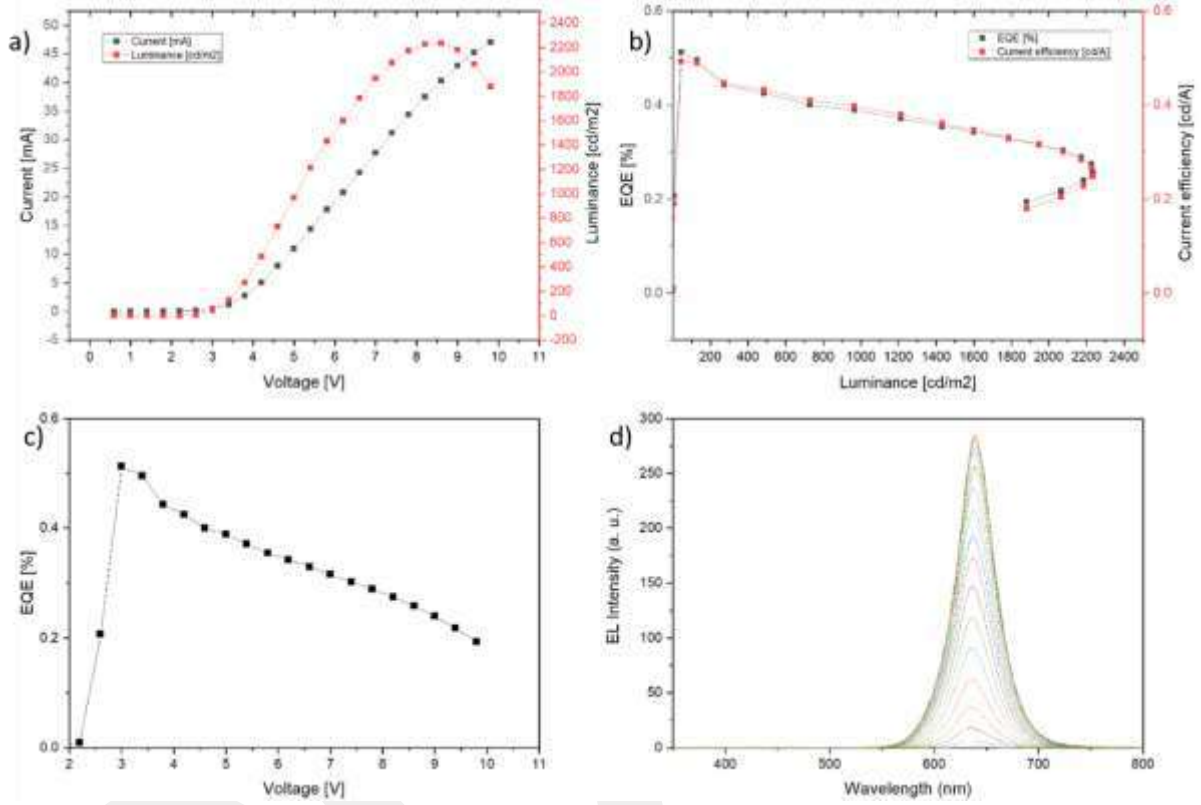 a)
Current [mA]
Luminance [cd/m2]
50
45
40
35
30
25
20
15
10
5
0
-5
Current [mA]
2400
2200
2000
1800
1600
1400
1200
1000
800
600
400
200
0
-200
Luminance [cd/m2]
0 1 2 3 4 5 6 7 8 9 10 11
Voltage [V]
b)
EQE [%]
Current efficiency [cd/A]
0.6
0.4
0.2
0.0
EQE [%]
0.6
0.4
0.2
0.0
Current efficiency [cd/A]
200 400 600 800 1000 1200 1400 1600 1800 2000 2200 2400
Luminance [cd/m2]
c)
0.6
0.4
0.2
0.0
EQE [%]
2 3 4 5 6 7 8 9 10 11
Voltage [V]
d)
300
250
200
150
100
50
0
EL Intensity (a. u.)
400 500 600 700 800
Wavelength (nm)